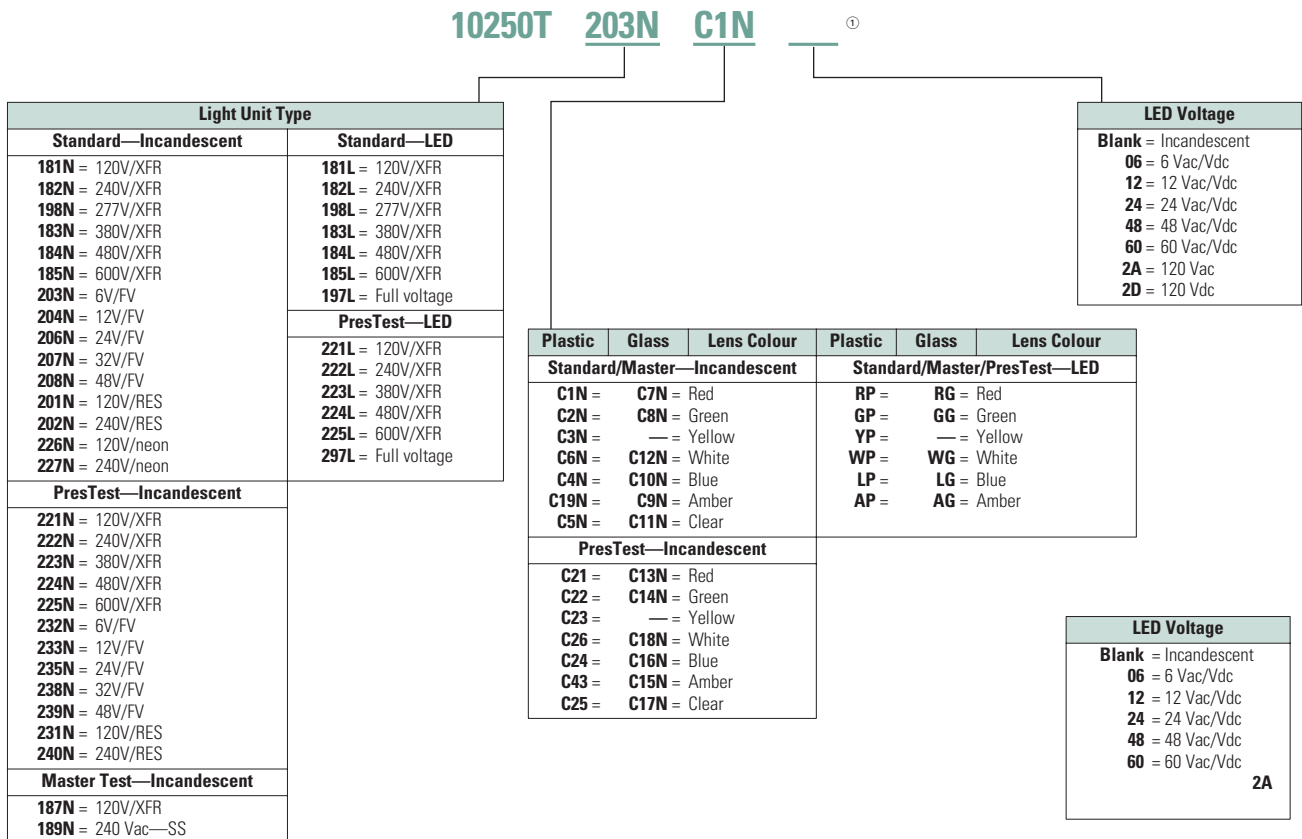 10250T 203N C1N ①
Light Unit Type
Standard—Incandescent
181N = 120V/XFR
182N = 240V/XFR
198N = 277V/XFR
183N = 380V/XFR
184N = 480V/XFR
185N = 600V/XFR
203N = 6V/FV
204N = 12V/FV
206N = 24V/FV
207N = 32V/FV
208N = 48V/FV
201N = 120V/RES
202N = 240V/RES
226N = 120V/neon
227N = 240V/neon
PresTest—Incandescent
221N = 120V/XFR
222N = 240V/XFR
223N = 380V/XFR
224N = 480V/XFR
225N = 600V/XFR
232N = 6V/FV
233N = 12V/FV
235N = 24V/FV
238N = 32V/FV
239N = 48V/FV
231N = 120V/RES
240N = 240V/RES
Master Test—Incandescent
187N = 120V/XFR
189N = 240 Vac—SS
Standard—LED
181L = 120V/XFR
182L = 240V/XFR
198L = 277V/XFR
183L = 380V/XFR
184L = 480V/XFR
185L = 600V/XFR
197L = Full voltage
PresTest—LED
221L = 120V/XFR
222L = 240V/XFR
223L = 380V/XFR
224L = 480V/XFR
225L = 600V/XFR
297L = Full voltage
Plastic Glass Lens Colour
Standard/Master—Incandescent
C1N = C7N = Red
C2N = C8N = Green
C3N = — = Yellow
C6N = C12N = White
C4N = C10N = Blue
C19N = C9N = Amber
C5N = C11N = Clear
PresTest—Incandescent
C21 = C13N = Red
C22 = C14N = Green
C23 = — = Yellow
C26 = C18N = White
C24 = C16N = Blue
C43 = C15N = Amber
C25 = C17N = Clear
Plastic Glass Lens Colour
Standard/Master/PresTest—LED
RP = RG = Red
GP = GG = Green
YP = — = Yellow
WP = WG = White
LP = LG = Blue
AP = AG = Amber
LED Voltage
Blank = Incandescent
06 = 6 Vac/Vdc
12 = 12 Vac/Vdc
24 = 24 Vac/Vdc
48 = 48 Vac/Vdc
60 = 60 Vac/Vdc
2A = 120 Vac
2D = 120 Vdc
LED Voltage
Blank = Incandescent
06 = 6 Vac/Vdc
12 = 12 Vac/Vdc
24 = 24 Vac/Vdc
48 = 48 Vac/Vdc
60 = 60 Vac/Vdc
2A